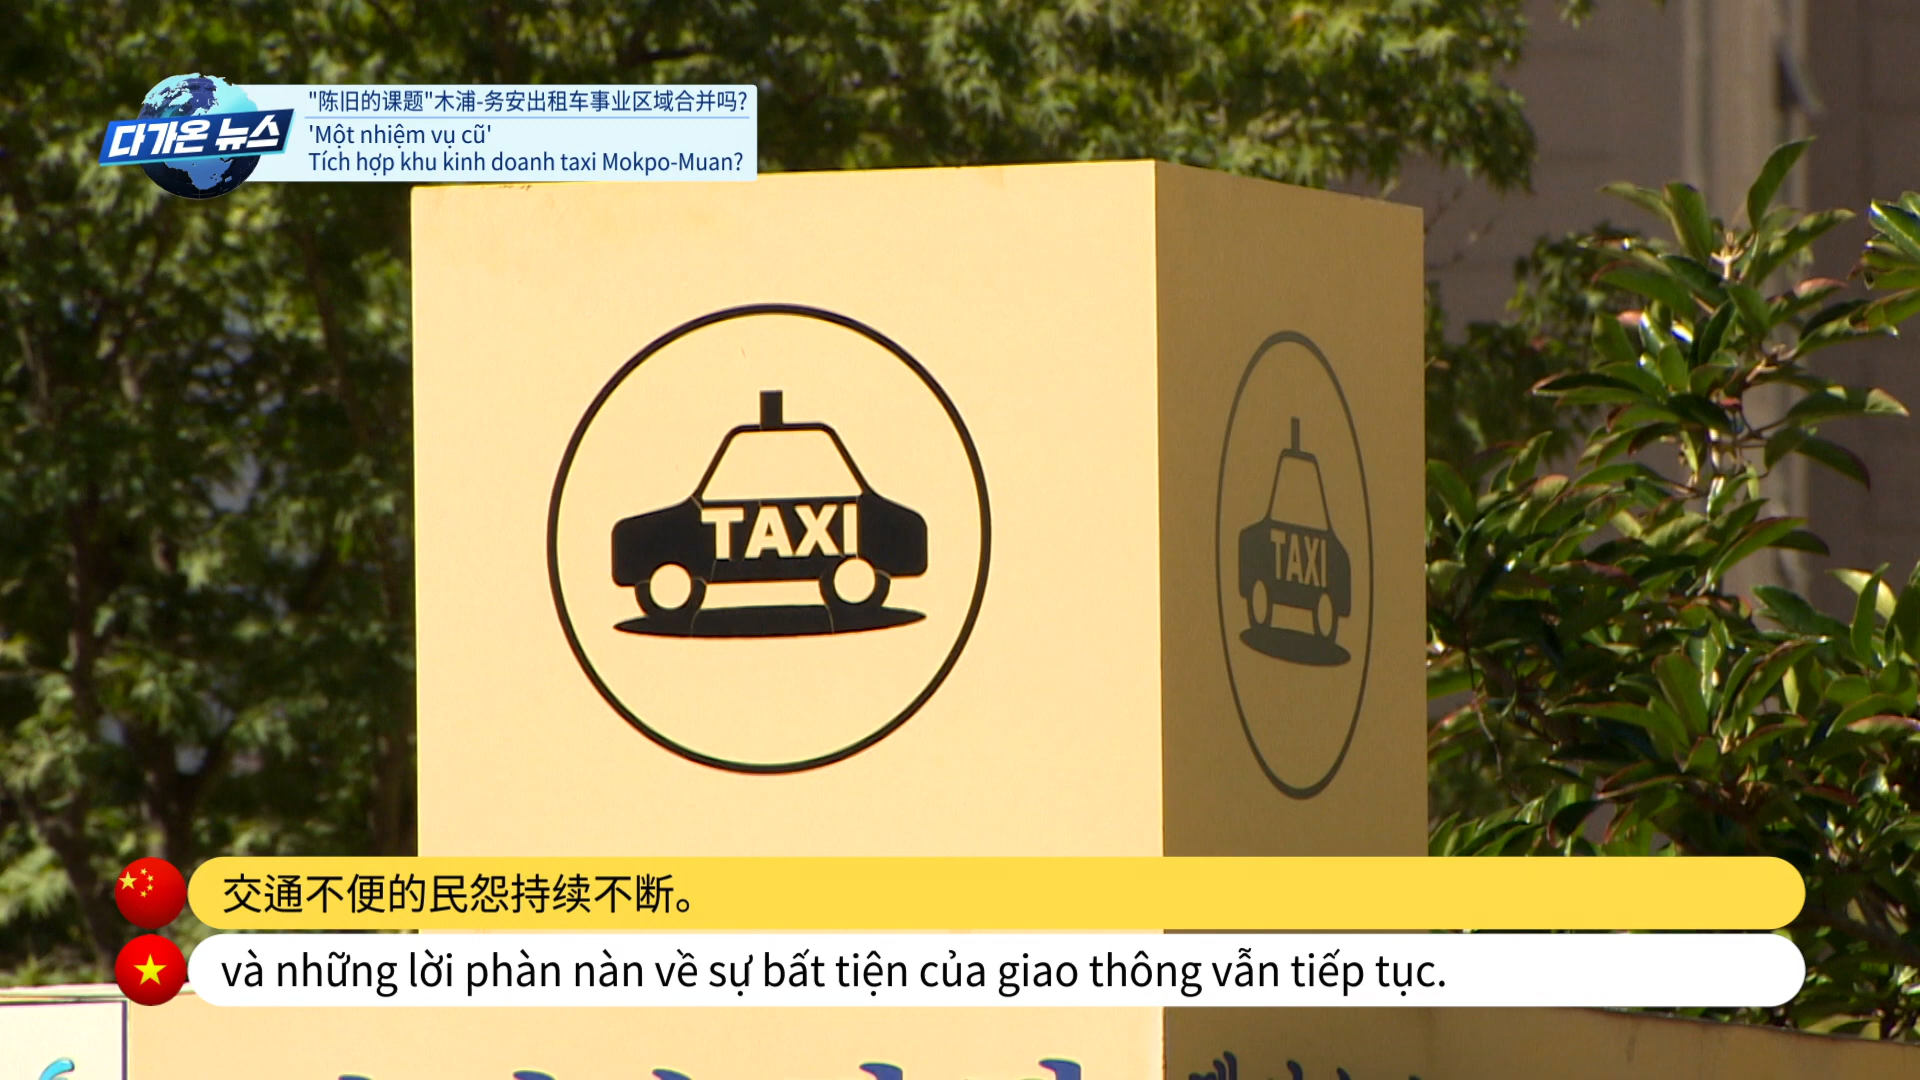 다가온 뉴스
"陈旧的课题"木浦-务安出租车事业区域合并吗?
'Một nhiệm vụ cũ'
Tích hợp khu kinh doanh taxi Mokpo-Muan?
TAXI
TAXI
交通不便的民怨持续不断。
và những lời phàn nàn về sự bất tiện của giao thông vẫn tiếp tục.